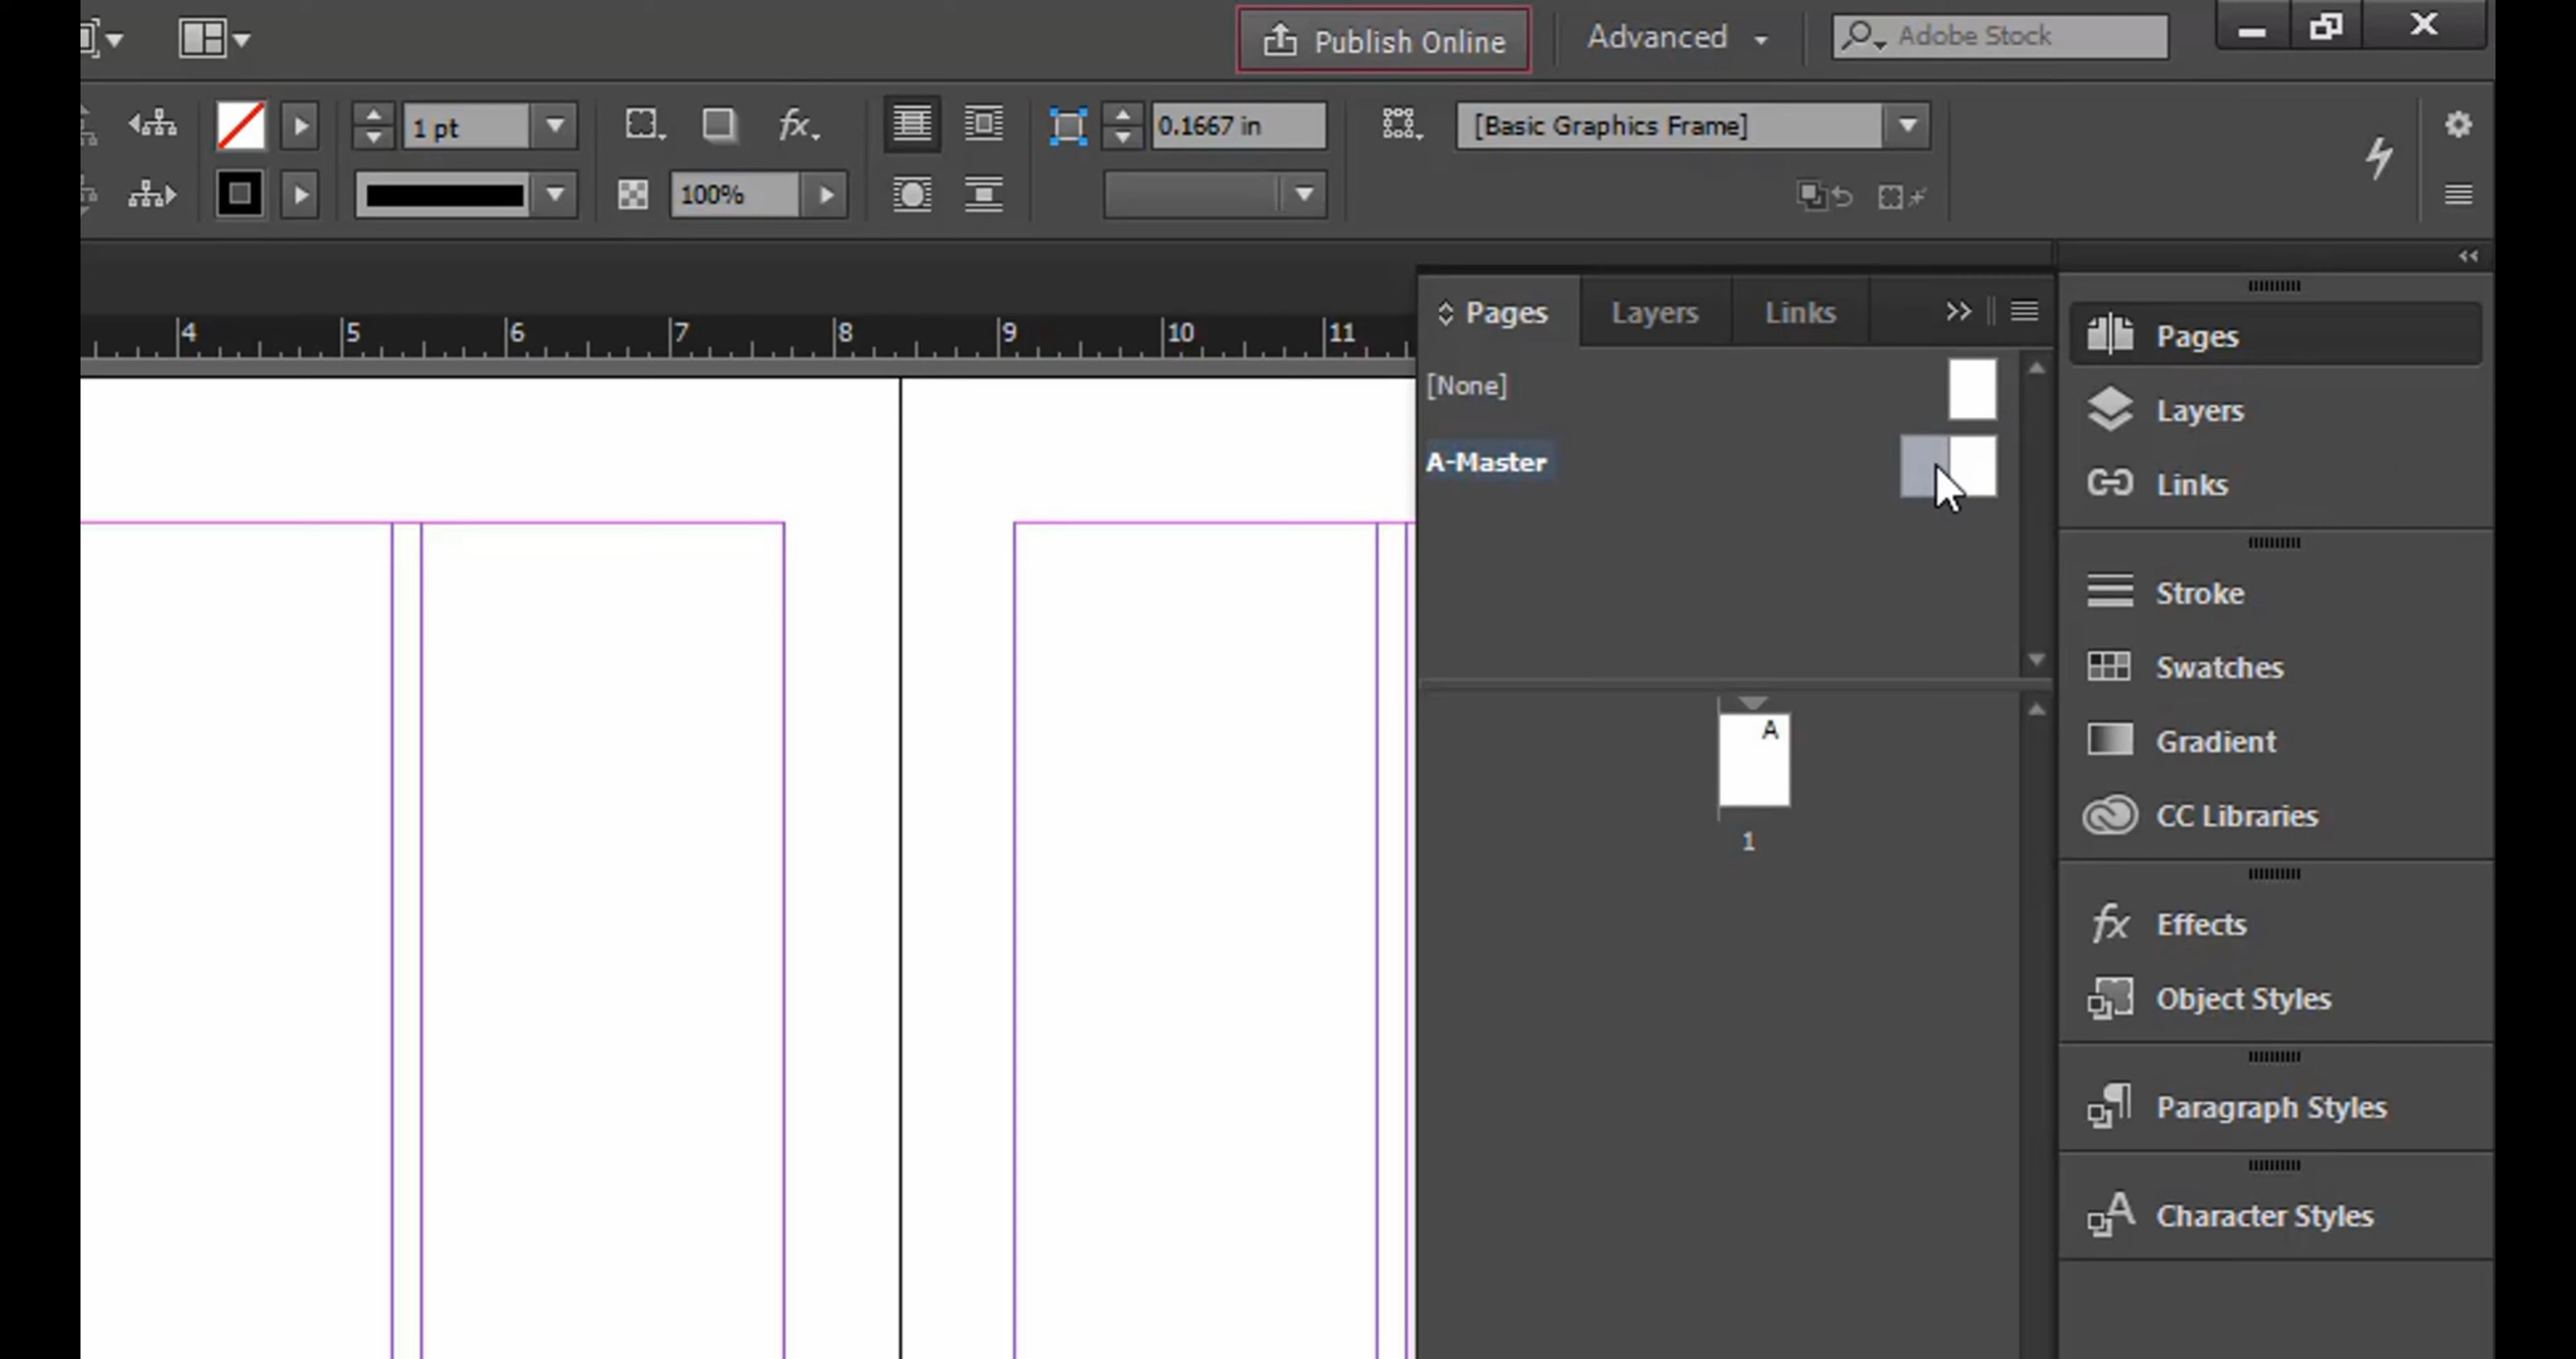 Publish Online
Advanced
Adobe Stock
1 pt
fx
0.1667 in
[Basic Graphics Frame]
100%
4 5 6 7 8 9 10 11
Pages
Layers
Links
[None]
A-Master
A
1
Pages
Layers
Links
Stroke
Swatches
Gradient
CC Libraries
fx Effects
Object Styles
Paragraph Styles
Character Styles